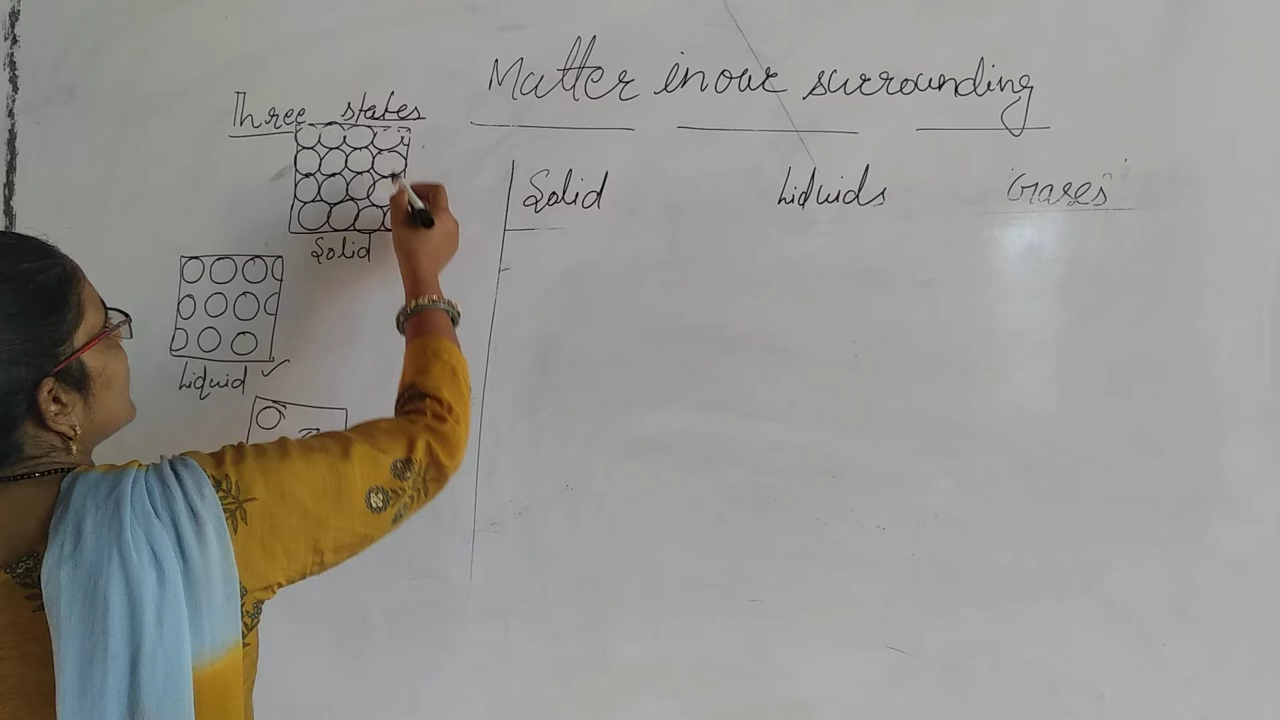 Matter in our surrounding
Three states
Solid Liquids Gases
Solid
Liquid